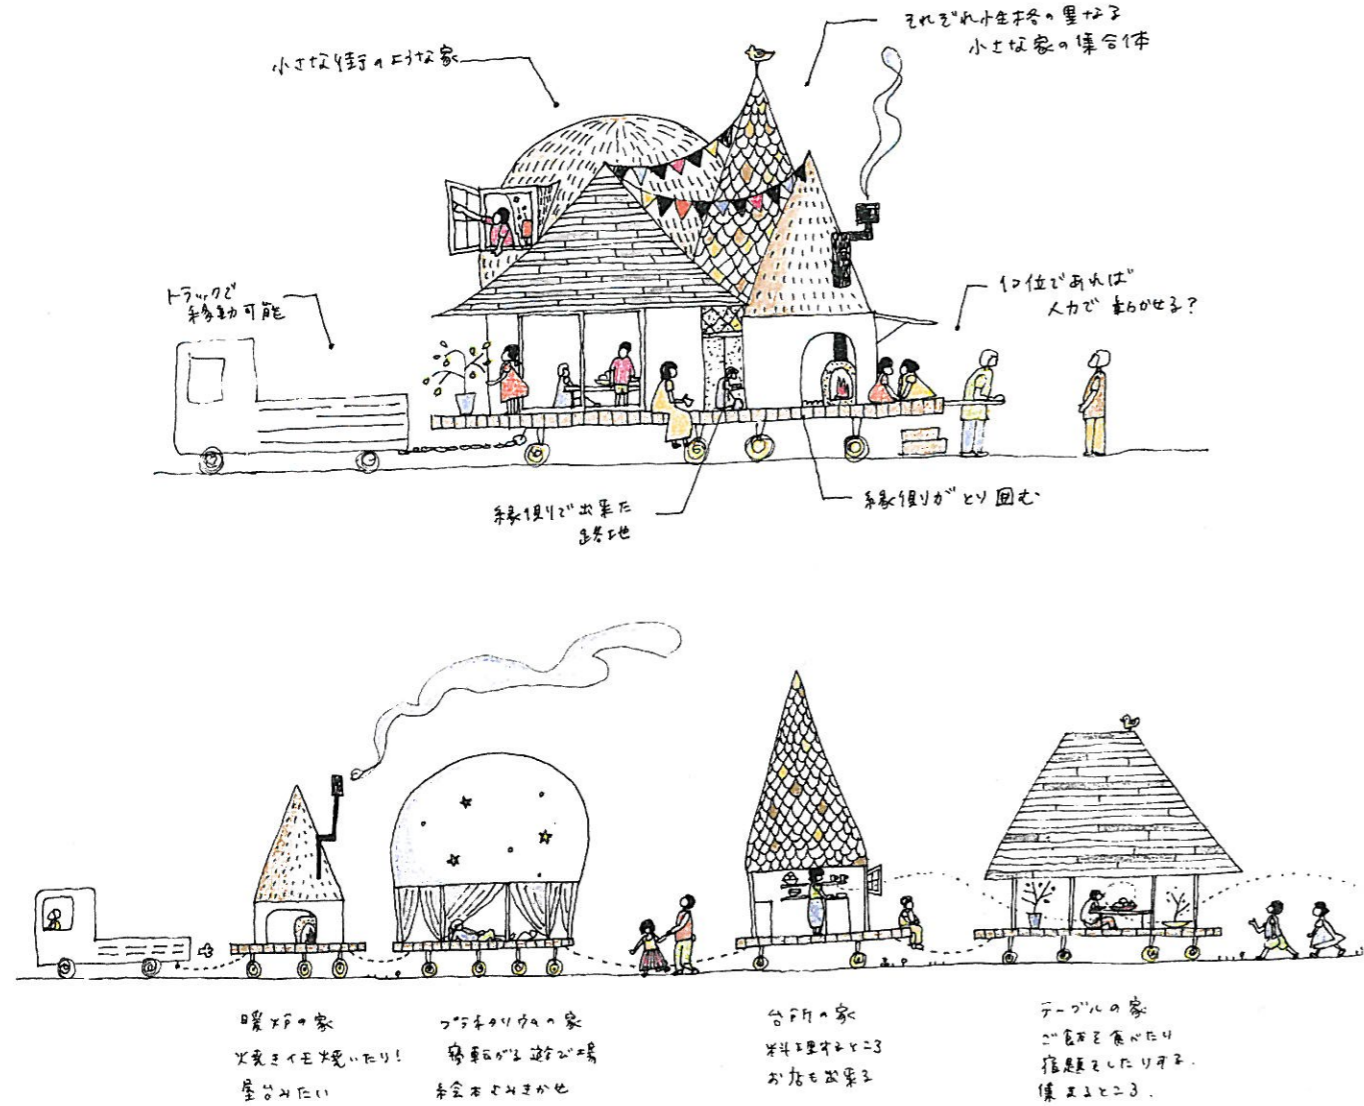 小さな街のような家
それぞれ性格の異なる
小さな家の集合体
トラックで
移動可能
10位であれば
人力で動かせる?
縁側で出来た
路地
縁側がとり囲む
暖炉の家
焼きイモ焼いたり!
屋台みたい
プラネタリウムの家
寝転がる遊び場
絵本よみきかせ
台所の家
料理するところ
お店も出来る
テーブルの家
ご飯を食べたり
宿題をしたりする.
集まるところ.